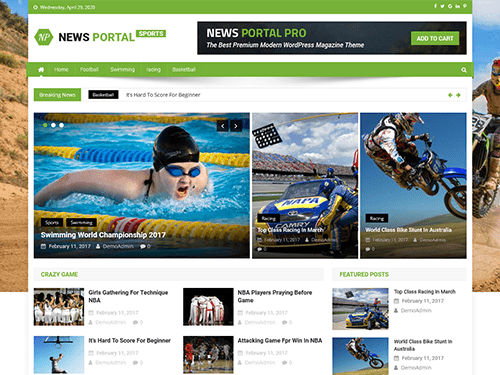 Wednesday, April 29, 2020
NP NEWS PORTAL SPORTS
NEWS PORTAL PRO
The Best Premium Modern WordPress Magazine Theme
ADD TO CART
Home Football Swimming racing Basketball
Breaking News Basketball It's Hard To Score For Beginner
Sports Swimming
Swimming World Championship 2017
February 11, 2017 DemoAdmin 0
NAPA
Racing
Top Class Racing In March
February 11, 2017 DemoAdmin
0
Racing
World Class Bike Stunt In Australia
February 11, 2017 DemoAdmin
0
CRAZY GAME
Girls Gathering For Technique
NBA
February 11, 2017
DemoAdmin 0
NBA Players Praying Before
Game
February 11, 2017
DemoAdmin 0
It's Hard To Score For Beginner
February 11, 2017
DemoAdmin 0
Attacking Game Fpr Win In NBA
February 11, 2017
DemoAdmin 0
FEATURED POSTS
Top Class Racing In March
February 11, 2017
DemoAdmin
World Class Bike Stunt In
Australia
February 11, 2017
DemoAdmin